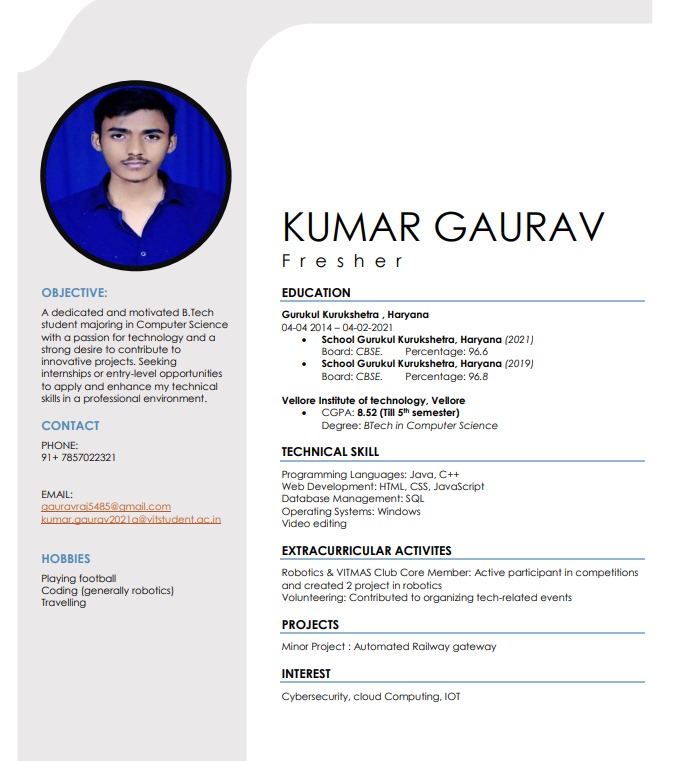 KUMAR GAURAV
Fresher
OBJECTIVE:
A dedicated and motivated B.Tech
student majoring in Computer Science
with a passion for technology and a
strong desire to contribute to
innovative projects. Seeking
internships or entry-level opportunities
to apply and enhance my technical
skills in a professional environment.
CONTACT
PHONE:
91+ 7857022321
EMAIL:
gauravraj5485@gmail.com
kumar.gaurav2021a@vitstudent.ac.in
HOBBIES
Playing football
Coding (generally robotics)
Travelling
EDUCATION
Gurukul Kurukshetra , Haryana
04-04 2014 – 04-02-2021
• School Gurukul Kurukshetra, Haryana (2021)
Board: CBSE. Percentage: 96.6
• School Gurukul Kurukshetra, Haryana (2019)
Board: CBSE. Percentage: 96.8
Vellore Institute of technology, Vellore
• CGPA: 8.52 (Till 5th semester)
Degree: BTech in Computer Science
TECHNICAL SKILL
Programming Languages: Java, C++
Web Development: HTML, CSS, JavaScript
Database Management: SQL
Operating Systems: Windows
Video editing
EXTRACURRICULAR ACTIVITES
Robotics & VITMAS Club Core Member: Active participant in competitions
and created 2 project in robotics
Volunteering: Contributed to organizing tech-related events
PROJECTS
Minor Project : Automated Railway gateway
INTEREST
Cybersecurity, cloud Computing, IOT